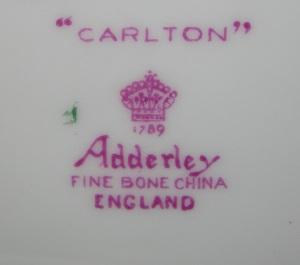 "CARLTON"
1789
Adderley
FINE BONE CHINA
ENGLAND